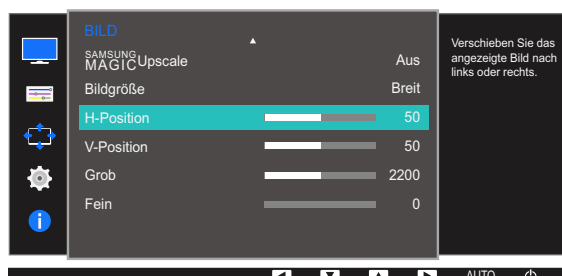 BILD
SAMSUNG MAGIC Upscale Aus
Bildgröße Breit
H-Position 50
V-Position 50
Grob 2200
Fein 0
Verschieben Sie das
angezeigte Bild nach
links oder rechts.
AUTO